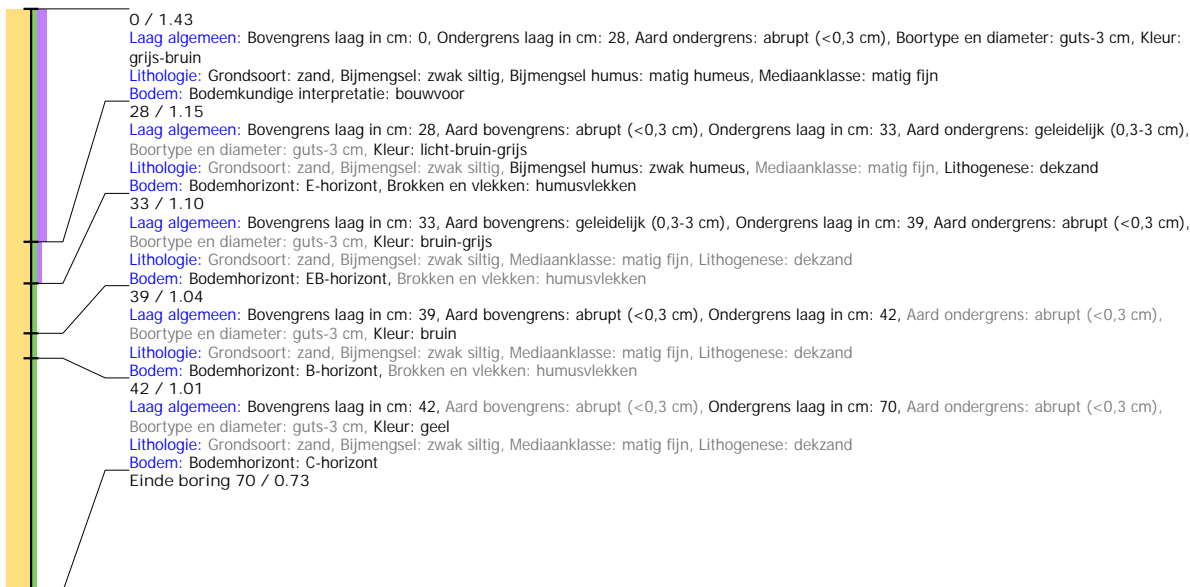 0 / 1.43
Laag algemeen: Bovengrens laag in cm: 0, Ondergrens laag in cm: 28, Aard ondergrens: abrupt (<0,3 cm), Boortype en diameter: guts-3 cm, Kleur:
grijs-bruin
Lithologie: Grondsoort: zand, Bijmengsel: zwak siltig, Bijmengsel humus: matig humeus, Mediaanklasse: matig fijn
Bodem: Bodemkundige interpretatie: bouwvoor
28 / 1.15
Laag algemeen: Bovengrens laag in cm: 28, Aard bovengrens: abrupt (<0,3 cm), Ondergrens laag in cm: 33, Aard ondergrens: geleidelijk (0,3-3 cm),
Boortype en diameter: guts-3 cm, Kleur: licht-bruin-grijs
Lithologie: Grondsoort: zand, Bijmengsel: zwak siltig, Bijmengsel humus: zwak humeus, Mediaanklasse: matig fijn, Lithogenese: dekzand
Bodem: Bodemhorizont: E-horizont, Brokken en vlekken: humusvlekken
33 / 1.10
Laag algemeen: Bovengrens laag in cm: 33, Aard bovengrens: geleidelijk (0,3-3 cm), Ondergrens laag in cm: 39, Aard ondergrens: abrupt (<0,3 cm),
Boortype en diameter: guts-3 cm, Kleur: bruin-grijs
Lithologie: Grondsoort: zand, Bijmengsel: zwak siltig, Mediaanklasse: matig fijn, Lithogenese: dekzand
Bodem: Bodemhorizont: EB-horizont, Brokken en vlekken: humusvlekken
39 / 1.04
Laag algemeen: Bovengrens laag in cm: 39, Aard bovengrens: abrupt (<0,3 cm), Ondergrens laag in cm: 42, Aard ondergrens: abrupt (<0,3 cm),
Boortype en diameter: guts-3 cm, Kleur: bruin
Lithologie: Grondsoort: zand, Bijmengsel: zwak siltig, Mediaanklasse: matig fijn, Lithogenese: dekzand
Bodem: Bodemhorizont: B-horizont, Brokken en vlekken: humusvlekken
42 / 1.01
Laag algemeen: Bovengrens laag in cm: 42, Aard bovengrens: abrupt (<0,3 cm), Ondergrens laag in cm: 70, Aard ondergrens: abrupt (<0,3 cm),
Boortype en diameter: guts-3 cm, Kleur: geel
Lithologie: Grondsoort: zand, Bijmengsel: zwak siltig, Mediaanklasse: matig fijn, Lithogenese: dekzand
Bodem: Bodemhorizont: C-horizont
Einde boring 70 / 0.73